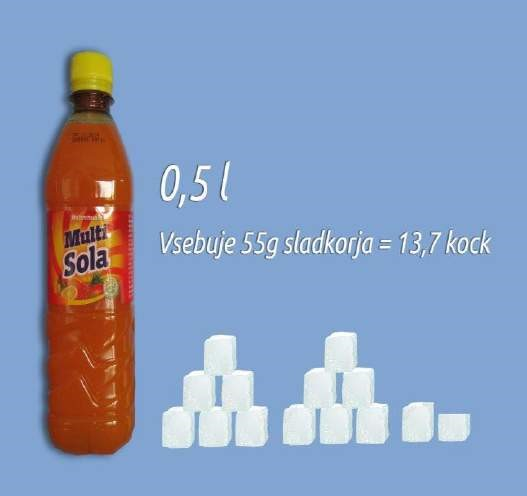 0,5 l
Vsebuje 55g sladkorja = 13,7 kock
Multi
Sola